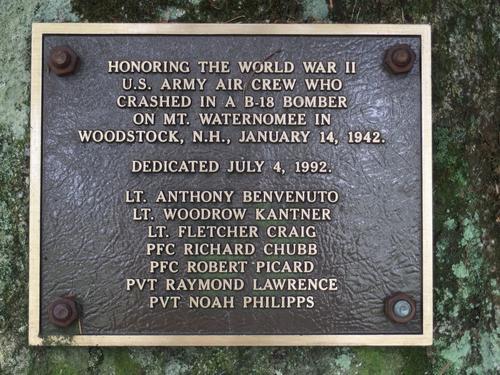 HONORING THE WORLD WAR II
U.S. ARMY AIR CREW WHO
CRASHED IN A B-18 BOMBER
ON MT. WATERNOMEE IN
WOODSTOCK, N.H., JANUARY 14, 1942.
DEDICATED JULY 4, 1992.
LT. ANTHONY BENVENUTO
LT. WOODROW KANTNER
LT. FLETCHER CRAIG
PFC RICHARD CHUBB
PFC ROBERT PICARD
PVT RAYMOND LAWRENCE
PVT NOAH PHILIPPS